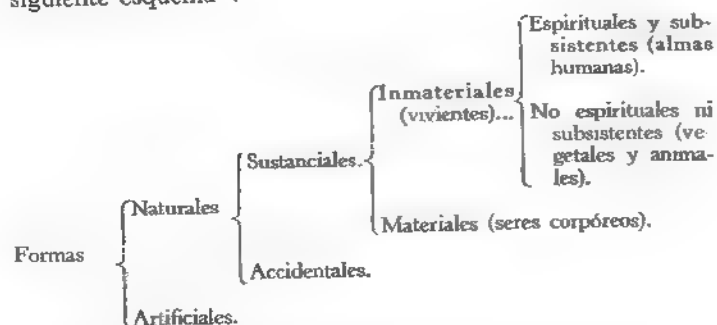 siguiente esquema
Espirituales y sub-
sistentes (almas
humanas).
Inmateriales
(vivientes)...
No espirituales ni
subsistentes (ve
getales y anima-
les).
Sustanciales.
Naturales
Materiales (seres corpóreos).
Formas
Accidentales.
Artificiales.